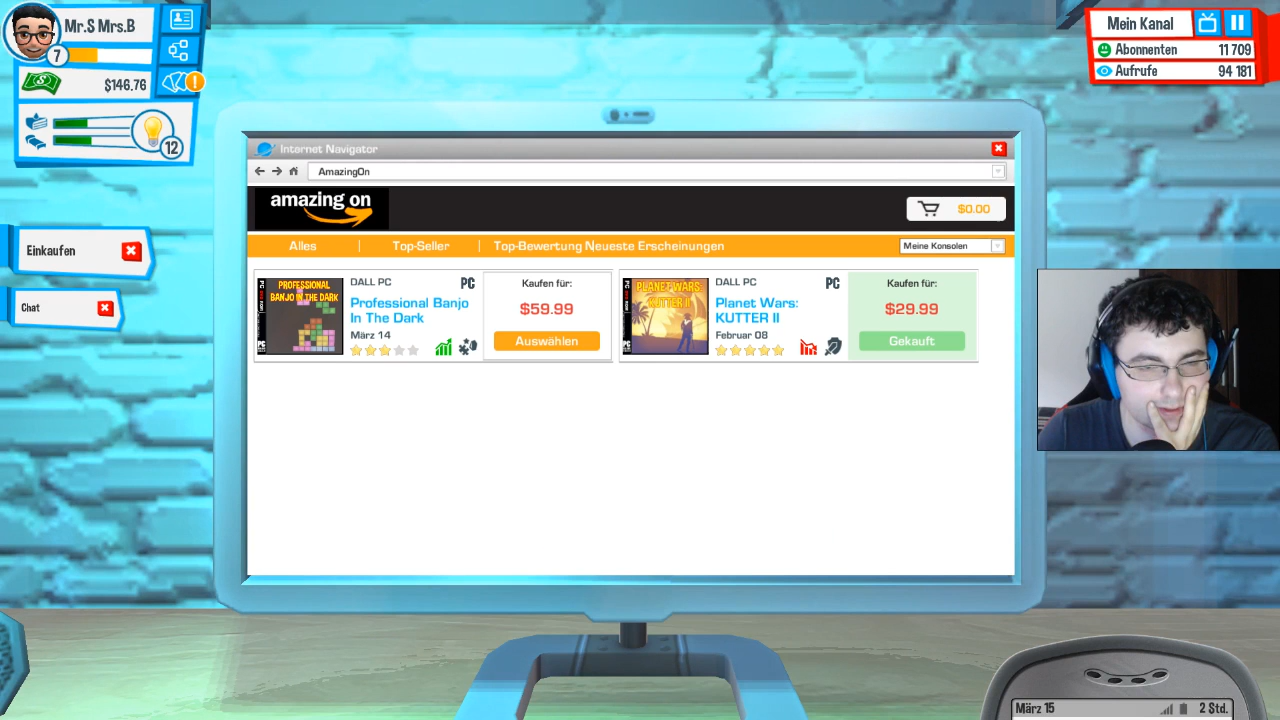 Mr.S Mrs.B
7
$146.76
12
Mein Kanal
Abonnenten 11 709
Aufrufe 94 181
Einkaufen
Chat
Internet Navigator
AmazingOn
amazing on
$0.00
Alles
Top-Seller
Top-Bewertung Neueste Erscheinungen
Meine Konsolen
PROFESSIONAL
BANJO IN THE DARK
DALL PC
PC
Professional Banjo
In The Dark
März 14
Kaufen für:
$59.99
Auswählen
PLANET WARS:
KUTTER II
DALL PC
PC
Planet Wars:
KUTTER II
Februar 08
Kaufen für:
$29.99
Gekauft
März 15
2 Std.